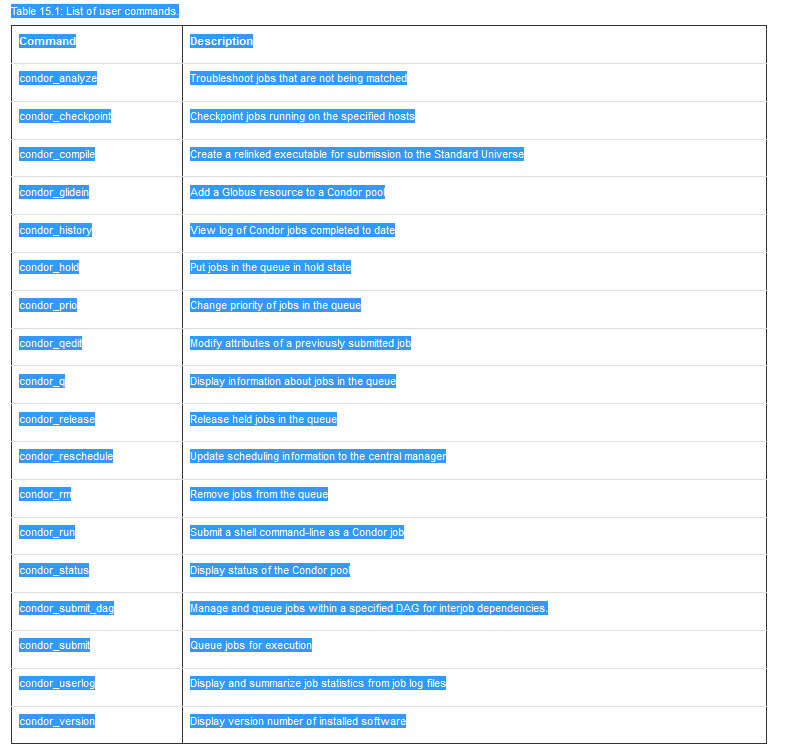 Table 15.1: List of user commands.
Command Description
condor_analyze Troubleshoot jobs that are not being matched
condor_checkpoint Checkpoint jobs running on the specified hosts
condor_compile Create a relinked executable for submission to the Standard Universe
condor_glidein Add a Globus resource to a Condor pool
condor_history View log of Condor jobs completed to date
condor_hold Put jobs in the queue in hold state
condor_prio Change priority of jobs in the queue
condor_qedit Modify attributes of a previously submitted job
condor_q Display information about jobs in the queue
condor_release Release held jobs in the queue
condor_reschedule Update scheduling information to the central manager
condor_rm Remove jobs from the queue
condor_run Submit a shell command-line as a Condor job
condor_status Display status of the Condor pool
condor_submit_dag Manage and queue jobs within a specified DAG for interjob dependencies.
condor_submit Queue jobs for execution
condor_userlog Display and summarize job statistics from job log files
condor_version Display version number of installed software